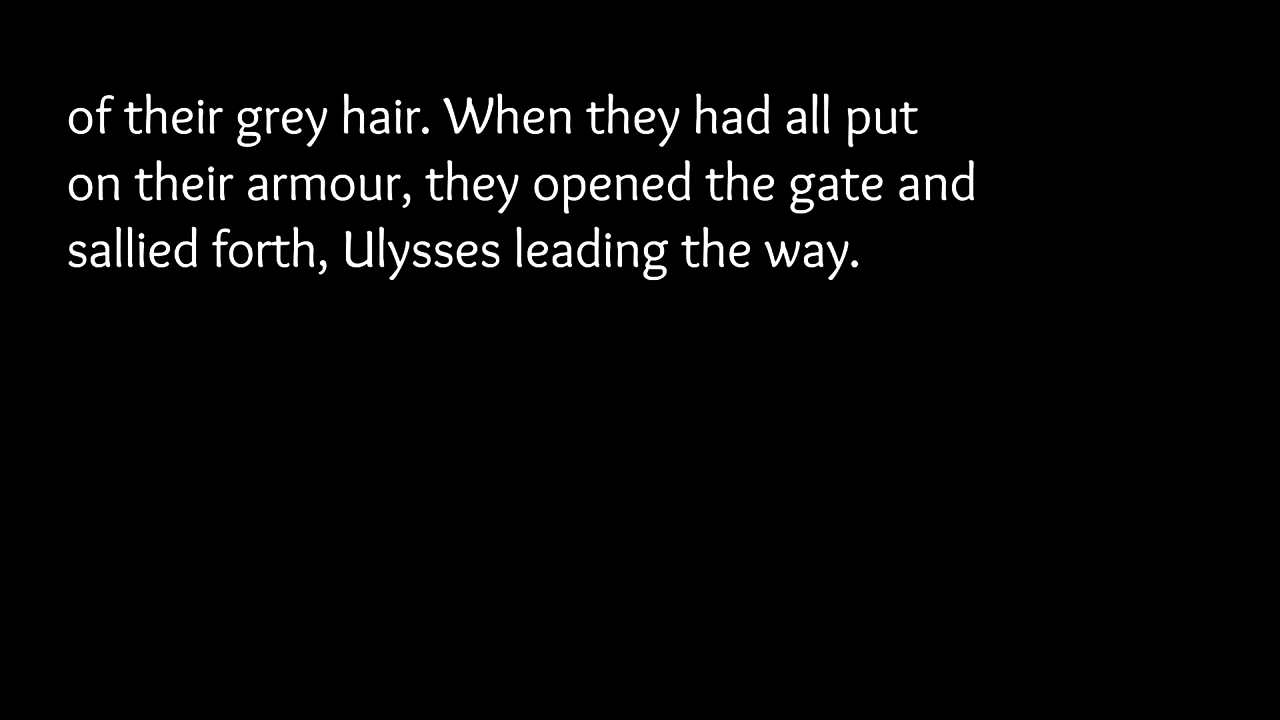 of their grey hair. When they had all put
on their armour, they opened the gate and
sallied forth, Ulysses leading the way.